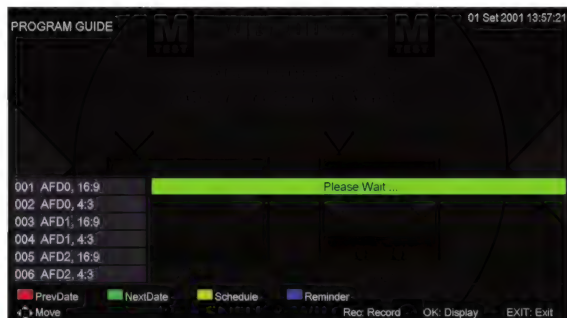 PROGRAM GUIDE
01 Set 2001 13:57:21
M M
TEST TEST
001 AFD0, 16:9 Please Wait ...
002 AFD0, 4:3
003 AFD1, 16:9
004 AFD1, 4:3
005 AFD2, 16:9
006 AFD2, 4:3
PrevDate NextDate Schedule Reminder
Move Rec: Record OK: Display EXIT: Exit